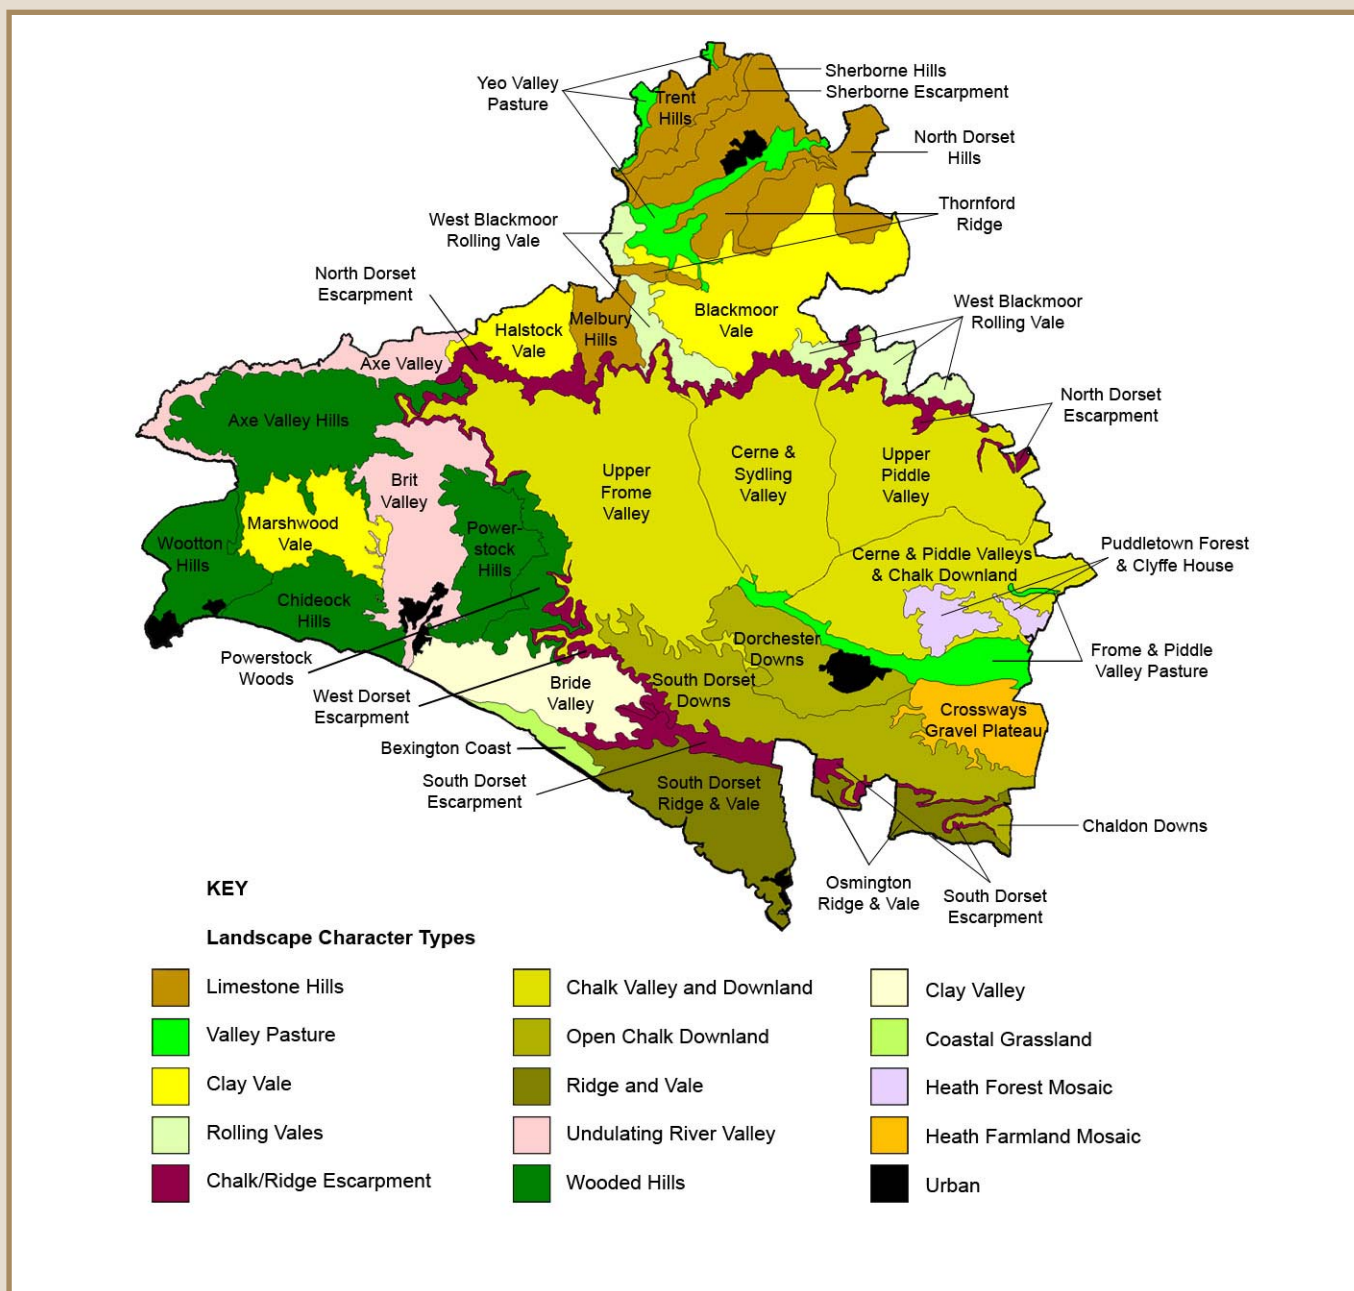 Yeo Valley
Pasture
Trent
Hills
Sherborne Hills
Sherborne Escarpment
North Dorset
Hills
Thornford
Ridge
West Blackmoor
Rolling Vale
North Dorset
Escarpment
Halstock
Vale
Melbury
Hills
Blackmoor
Vale
West Blackmoor
Rolling Vale
Axe Valley
North Dorset
Escarpment
Axe Valley Hills
Brit
Valley
Upper
Frome
Valley
Cerne &
Sydling
Valley
Upper
Piddle
Valley
Marshwood
Vale
Power-
stock
Hills
Wootton
Hills
Cerne & Piddle Valleys
& Chalk Downland
Puddletown Forest
& Clyffe House
Chideock
Hills
Powerstock
Woods
Dorchester
Downs
Frome & Piddle
Valley Pasture
West Dorset
Escarpment
Bride
Valley
South Dorset
Downs
Crossways
Gravel Plateau
Bexington Coast
South Dorset
Escarpment
South Dorset
Ridge & Vale
Chaldon Downs
Osmington
Ridge & Vale
South Dorset
Escarpment
KEY
Landscape Character Types
Limestone Hills
Valley Pasture
Clay Vale
Rolling Vales
Chalk/Ridge Escarpment
Chalk Valley and Downland
Open Chalk Downland
Ridge and Vale
Undulating River Valley
Wooded Hills
Clay Valley
Coastal Grassland
Heath Forest Mosaic
Heath Farmland Mosaic
Urban